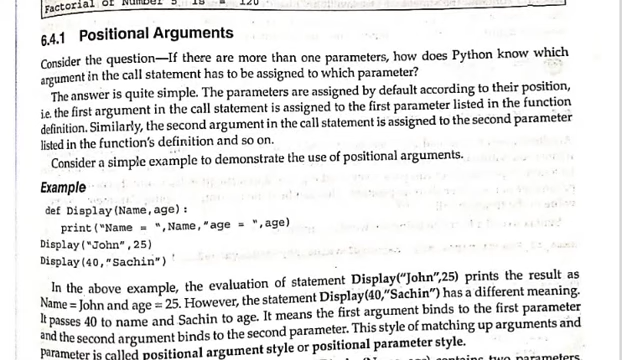 Factorial of Number 5 is = 120
6.4.1 Positional Arguments
Consider the question—If there are more than one parameters, how does Python know which
argument in the call statement has to be assigned to which parameter?
The answer is quite simple. The parameters are assigned by default according to their position,
i.e. the first argument in the call statement is assigned to the first parameter listed in the function
definition. Similarly, the second argument in the call statement is assigned to the second parameter
listed in the function's definition and so on.
Consider a simple example to demonstrate the use of positional arguments.
Example
def Display(Name,age):
print("Name = ",Name,"age = ",age)
Display("John",25)
Display(40,"Sachin")
In the above example, the evaluation of statement Display("John",25) prints the result as
Name = John and age = 25. However, the statement Display(40,"Sachin") has a different meaning.
It passes 40 to name and Sachin to age. It means the first argument binds to the first parameter
and the second argument binds to the second parameter. This style of matching up arguments and
parameter is called positional argument style or positional parameter style.
contains two parameters